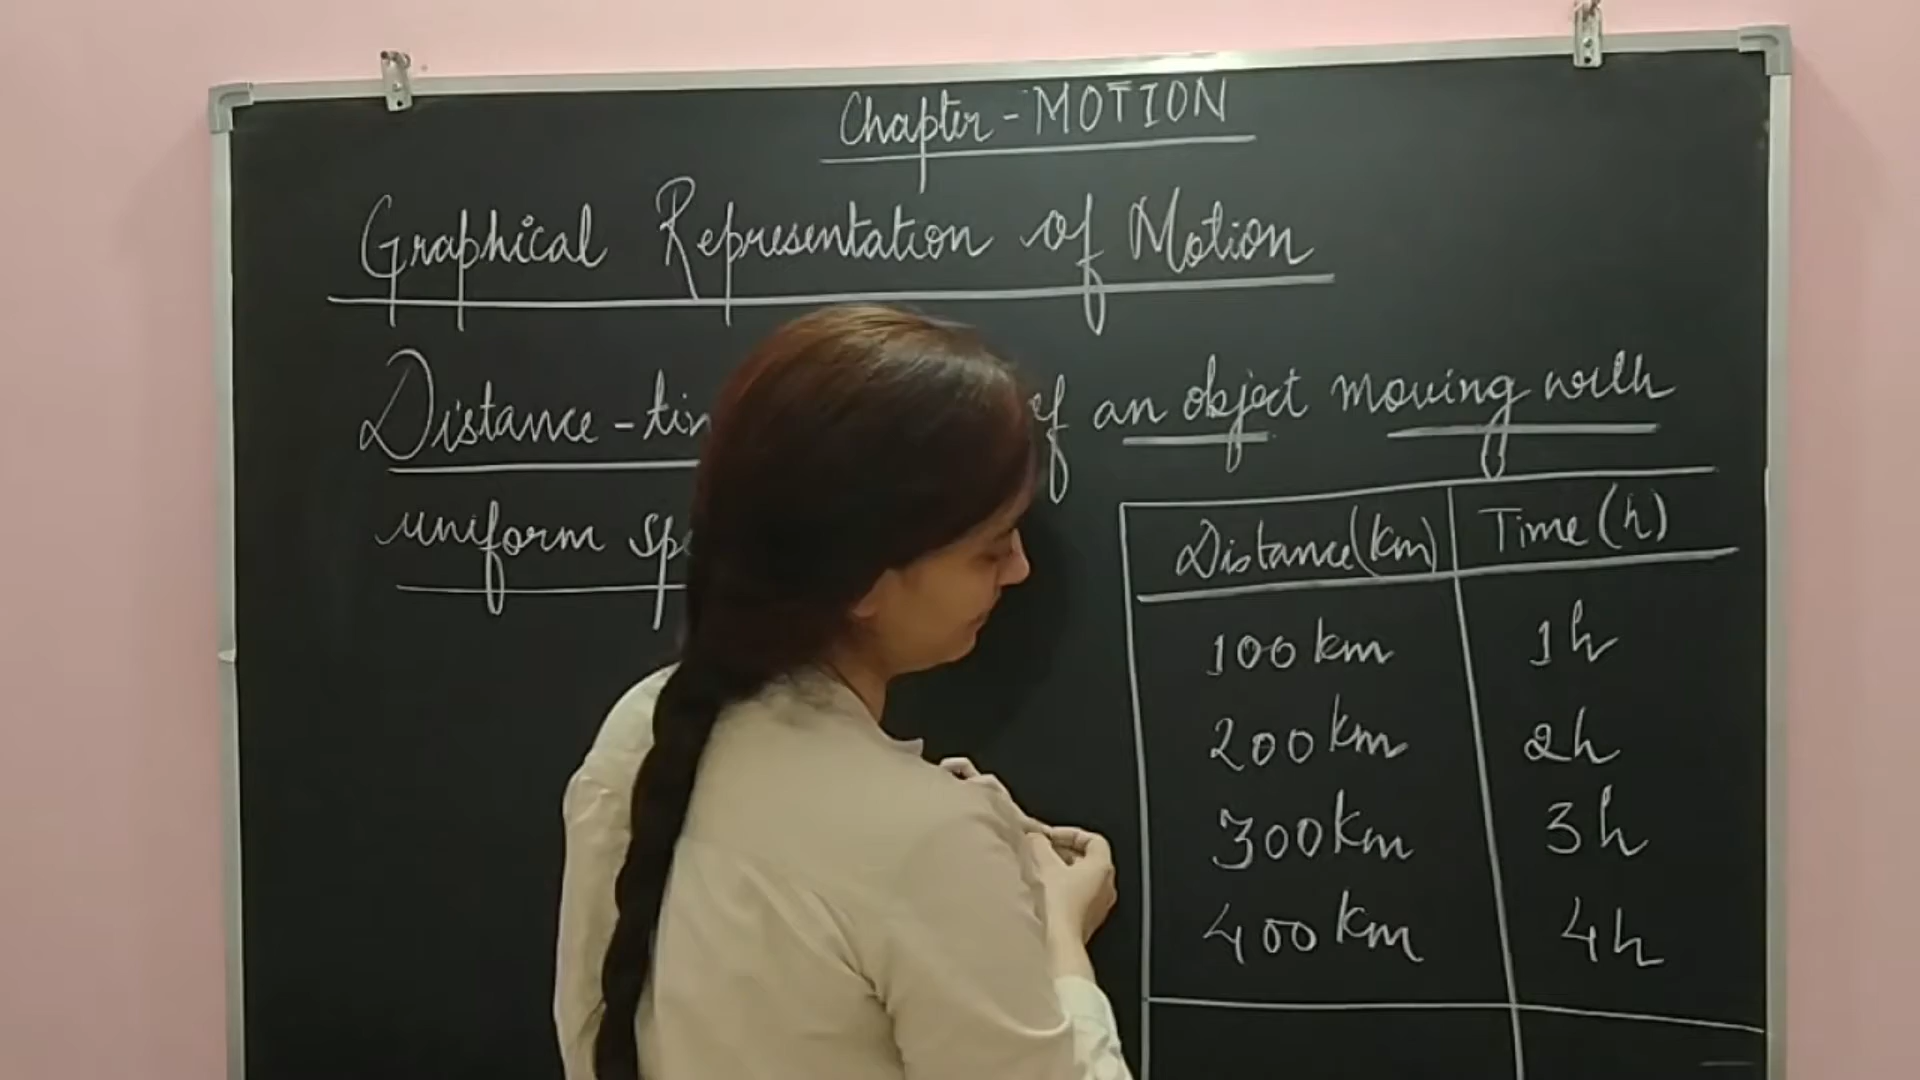 Chapter - MOTION
Graphical Representation of Motion
Distance - of an object moving with
uniform
Distance (km) Time (h)
100 km 1h
200 km 2h
300 km 3h
400 km 4h